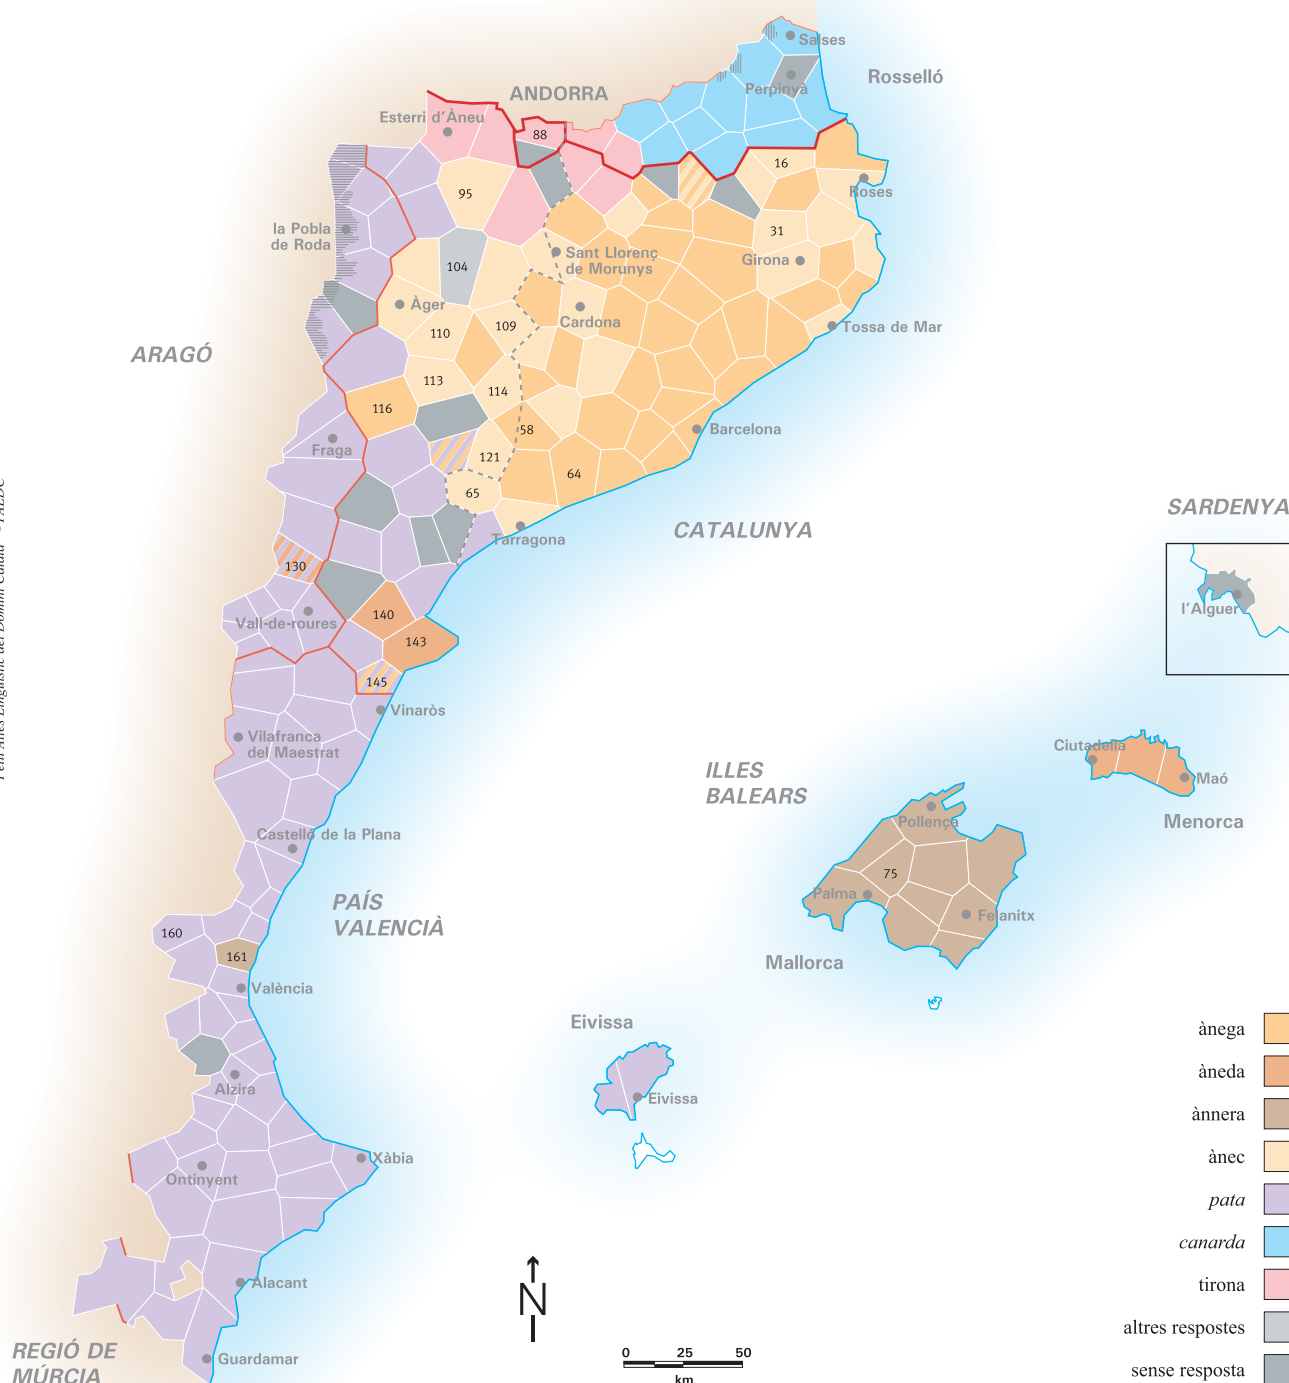 Salses
Rosselló
Perpinyà
ANDORRA
Esterri d'Àneu
88
16
95
Roses
la Pobla
de Roda
31
Sant Llorenç
de Morunys
Girona
104
Àger
Cardona
109
110
Tossa de Mar
ARAGÓ
113
114
116
58
Barcelona
Fraga
121
64
65
SARDENYA
CATALUNYA
Tarragona
130
l'Alguer
140
Vall-de-roures
143
145
Vinaròs
Vilafranca
del Maestrat
Ciutadella
ILLES
BALEARS
Maó
Menorca
Pollença
Castelló de la Plana
75
Palma
PAÍS
VALENCIÀ
Felanitx
160
161
Mallorca
València
Eivissa
Alzira
Eivissa
Xàbia
Ontinyent
Alacant
N
REGIÓ DE
MÚRCIA
Guardamar
0 25 50
km
ànega
àneda
ànnera
ànec
pata
canarda
tirona
altres respostes
sense resposta